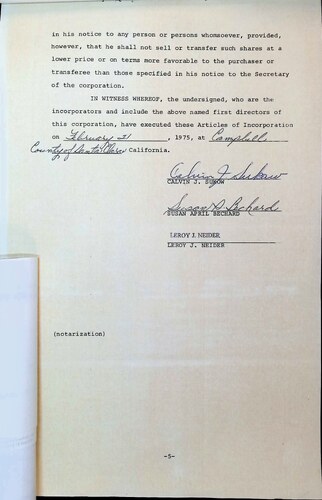 in his notice to any person or persons whomsoever, provided,
however, that he shall not sell or transfer such shares at a
lower price or on terms more favorable to the purchaser or
transferee than those specified in his notice to the Secretary
of the corporation.
IN WITNESS WHEREOF, the undersigned, who are the
incorporators and include the above named first directors of
this corporation, have executed these Articles of Incorporation
on February 21, 1975, at Campbell
County of Santa Clara California.
Calvin J.
CALVIN J.
Susan A Bechard
SUSAN APRIL BECHARD
LEROY J. NEIDER
LEROY J. NEIDER
(notarization)
-5-